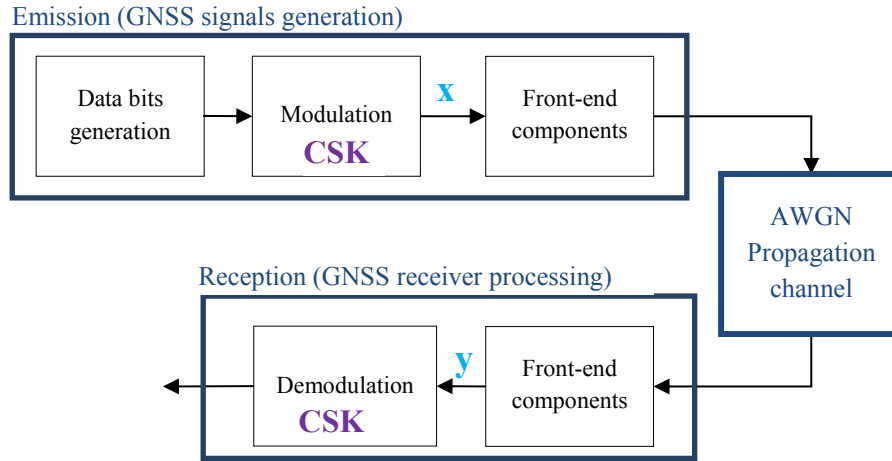 Emission (GNSS signals generation)
Data bits
generation
Modulation
CSK
x
Front-end
components
AWGN
Propagation
channel
Reception (GNSS receiver processing)
Demodulation
CSK
y
Front-end
components